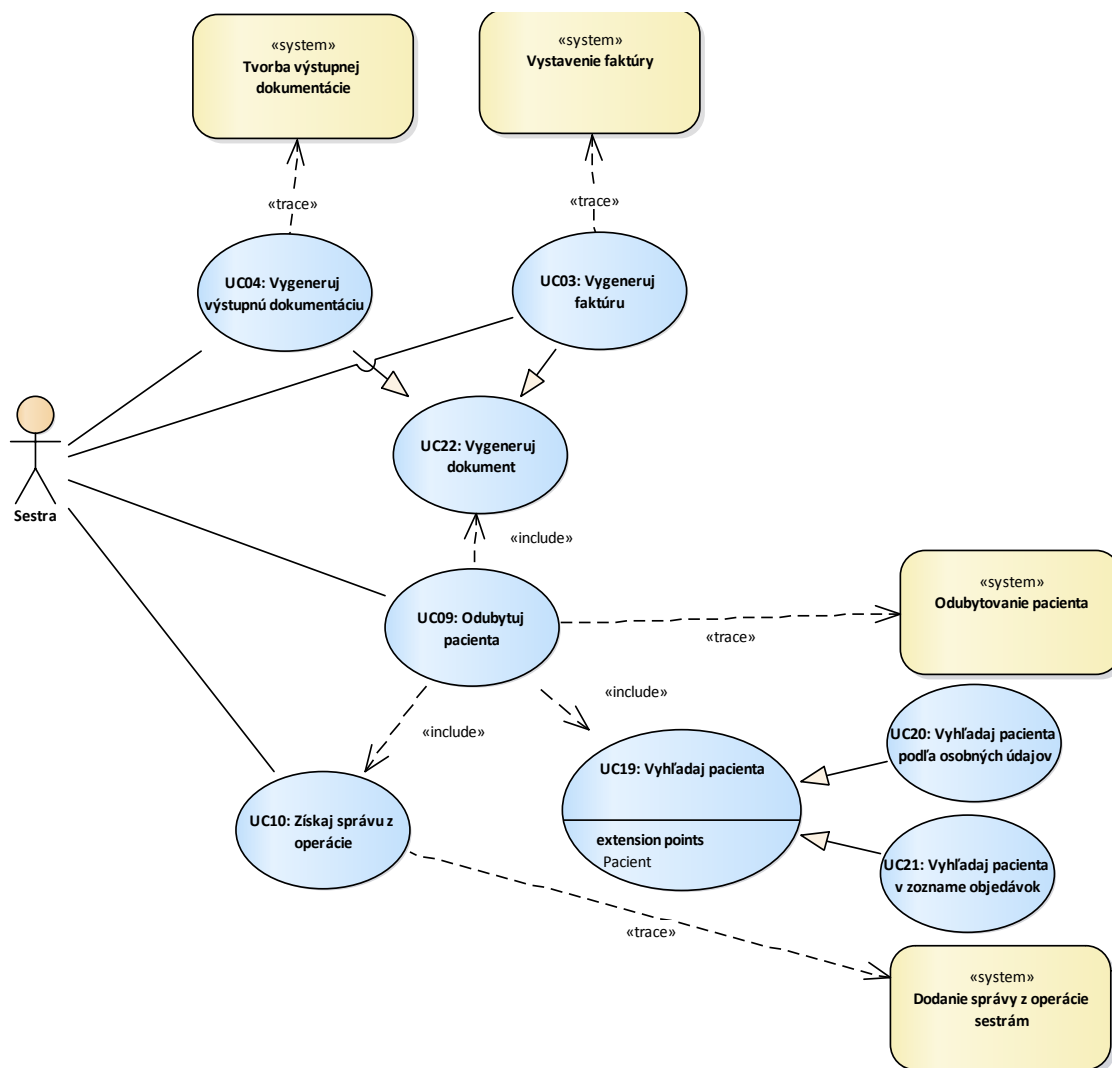 «system»
Tvorba výstupnej
dokumentácie
«system»
Vystavenie faktúry
«trace»
«trace»
UC04: Vygeneruj
výstupnú dokumentáciu
UC03: Vygeneruj
faktúru
UC22: Vygeneruj
dokument
Sestra
«include»
UC09: Odubytuj
pacienta
«system»
Odubytovanie pacienta
«trace»
«include»
«include»
UC20: Vyhľadaj pacienta
podľa osobných údajov
UC19: Vyhľadaj pacienta
extension points
Pacient
UC10: Získaj správu z
operácie
UC21: Vyhľadaj pacienta
v zozname objedávok
«trace»
«system»
Dodanie správy z operácie
sestrám